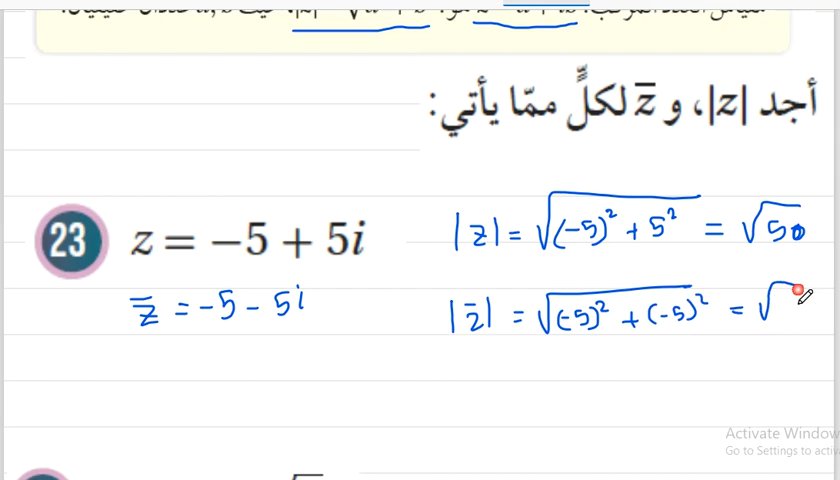 أجد |z|، و z̅ لكلٍّ ممّا يأتي:
23 z = −5 + 5i
|z| = √((-5)² + 5²) = √50
z̅ = -5 - 5i
|z̅| = √((-5)² + (-5)²) = √
Activate Window
Go to Settings to activ